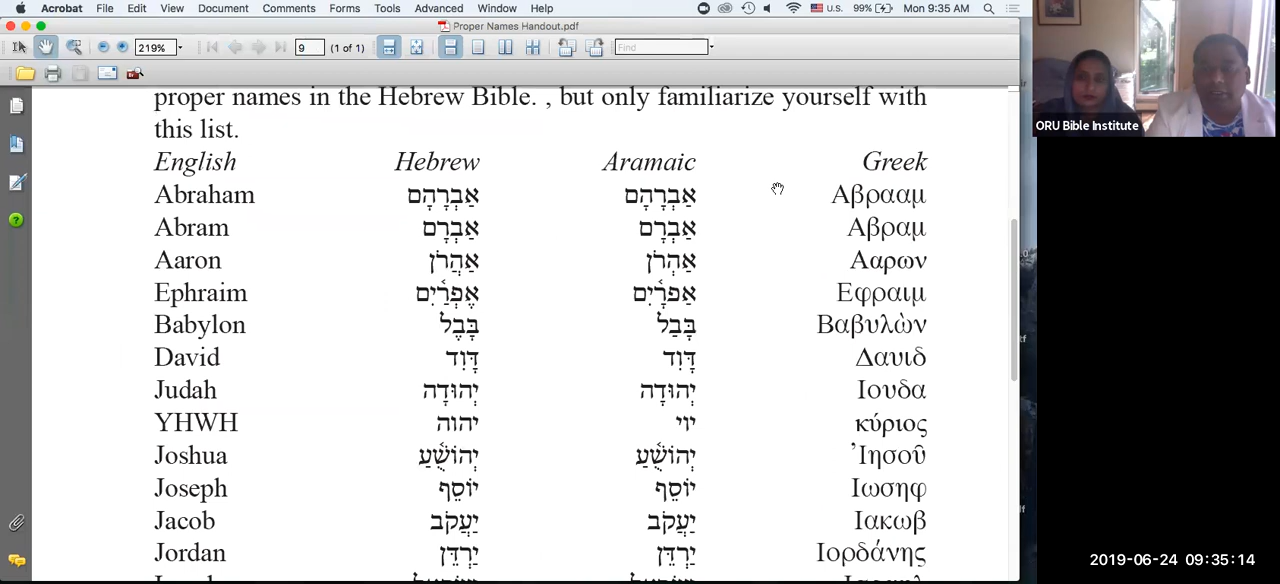 Acrobat File Edit View Document Comments Forms Tools Advanced Window Help U.S. 99% Mon 9:35 AM
Proper Names Handout.pdf
219% 9 (1 of 1) Find
proper names in the Hebrew Bible. , but only familiarize yourself with
this list.
English Hebrew Aramaic Greek
Abraham אַבְרָהָם אַבְרָהָם Αβρααμ
Abram אַבְרָם אַבְרָם Αβραμ
Aaron אַהֲרֹן אַהְרֹן Ααρων
Ephraim אֶפְרַ֫יִם אַפרָ֫יִם Εφραιμ
Babylon בָּבֶל בָּבַל Βαβυλὼν
David דָּוִד דָּוִד Δαυιδ
Judah יְהוּדָה יְהוּדָה Ιουδα
YHWH יהוה יוי κύριος
Joshua יְהוֹשֻׁ֫עַ יְהוֹשֻׁ֫עַ Ἰησοῦ
Joseph יוֹסֵף יוֹסֵף Ιωσηφ
Jacob יַעֲקֹב יַעֲקֹב Ιακωβ
Jordan יַרְדֵּן יַרְדֵּן Ιορδάνης
ORU Bible Institute
2019-06-24 09:35:14